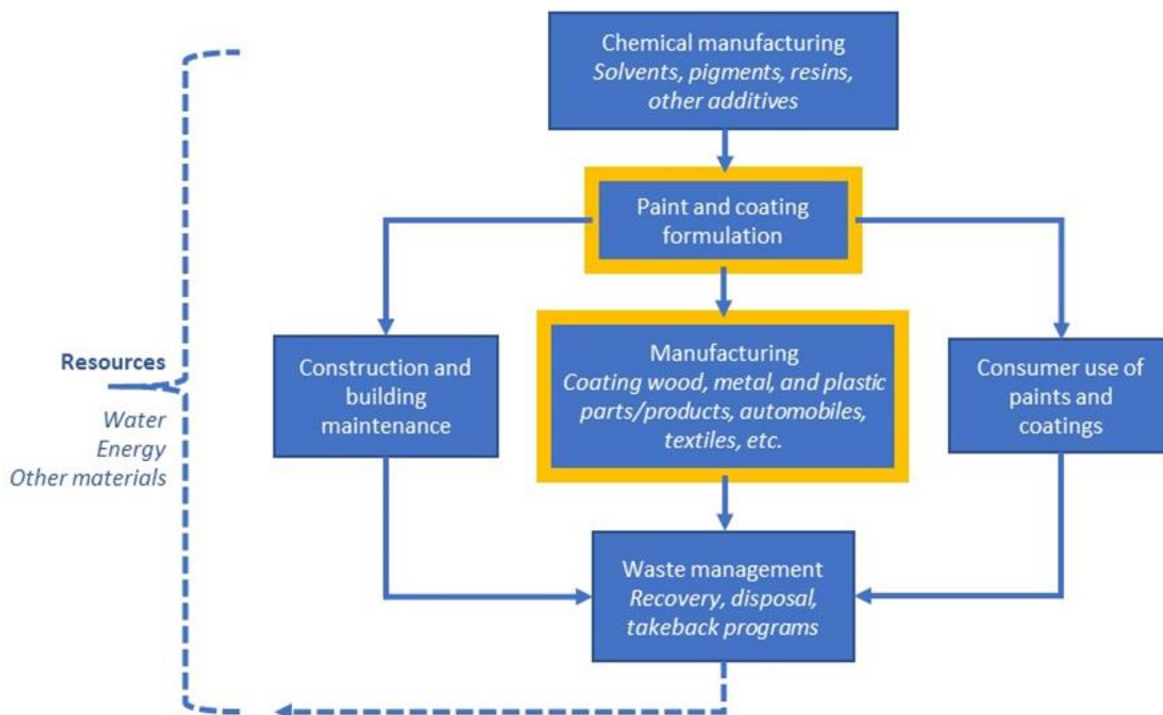 Chemical manufacturing
Solvents, pigments, resins,
other additives
Paint and coating
formulation
Resources
Water
Energy
Other materials
Construction and
building
maintenance
Manufacturing
Coating wood, metal, and plastic
parts/products, automobiles,
textiles, etc.
Consumer use of
paints and
coatings
Waste management
Recovery, disposal,
takeback programs